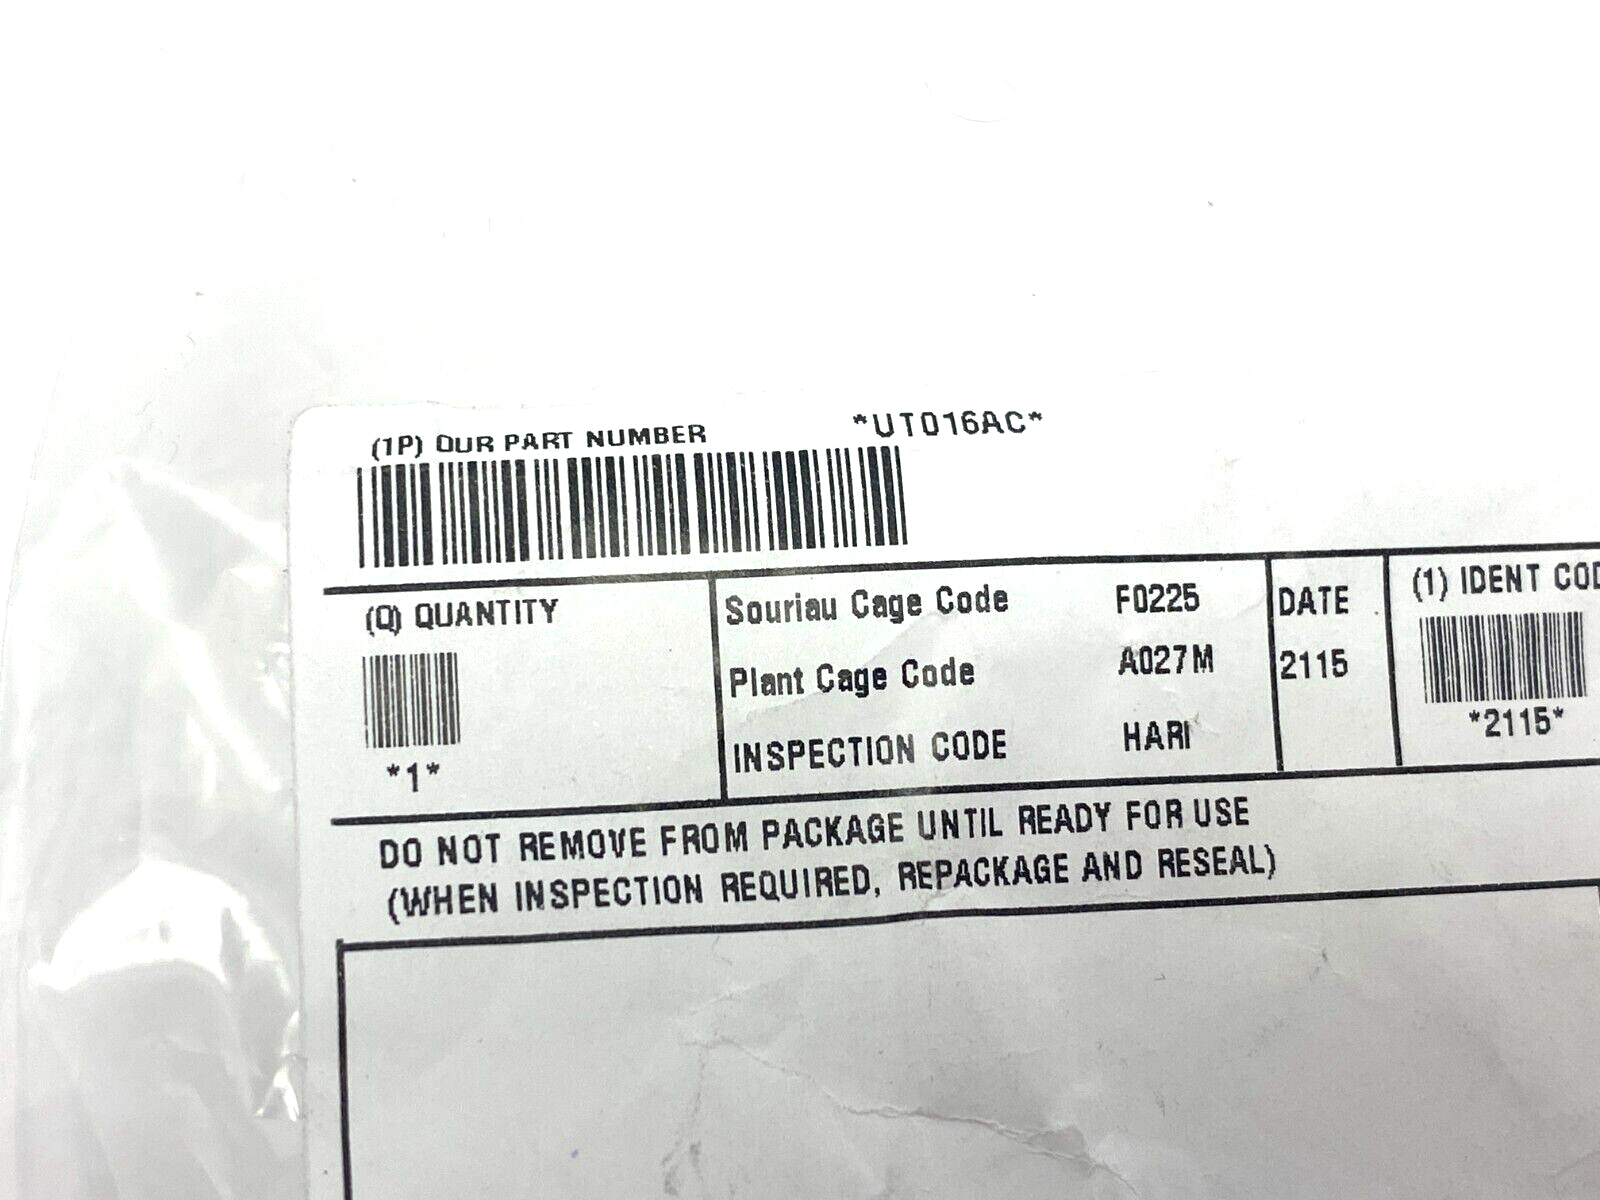 (1P) OUR PART NUMBER *UT016AC*
(Q) QUANTITY
*1*
Souriau Cage Code F0225
Plant Cage Code A027M
INSPECTION CODE HARI
DATE
2115
(1) IDENT COD
*2115*
DO NOT REMOVE FROM PACKAGE UNTIL READY FOR USE
(WHEN INSPECTION REQUIRED, REPACKAGE AND RESEAL)